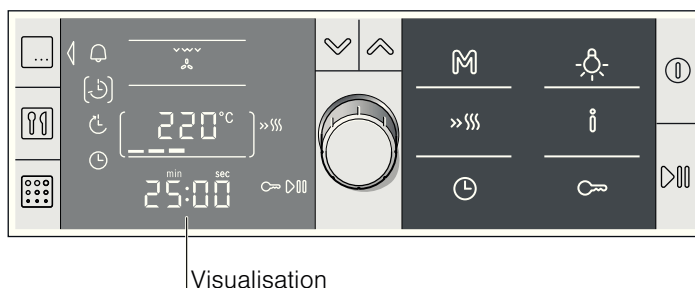 ...
220°C
»
min sec
25:00
M
»
i
Visualisation